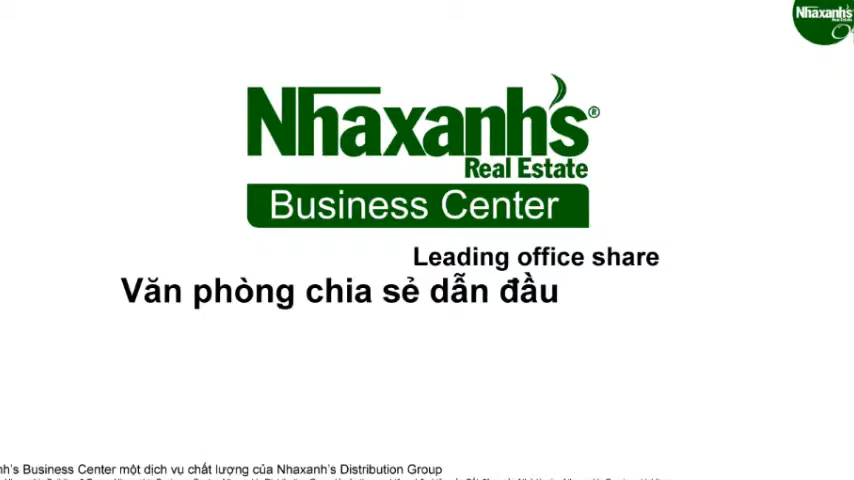 Nhaxanh's
Real Estate
Nhaxanh's®
Real Estate
Business Center
Leading office share
Văn phòng chia sẻ dẫn đầu
nh's Business Center một dịch vụ chất lượng của Nhaxanh's Distribution Group